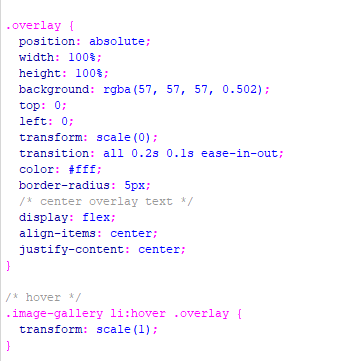 .overlay {
  position: absolute;
  width: 100%;
  height: 100%;
  background: rgba(57, 57, 57, 0.502);
  top: 0;
  left: 0;
  transform: scale(0);
  transition: all 0.2s 0.1s ease-in-out;
  color: #fff;
  border-radius: 5px;
  /* center overlay text */
  display: flex;
  align-items: center;
  justify-content: center;
}

/* hover */
.image-gallery li:hover .overlay {
  transform: scale(1);
}